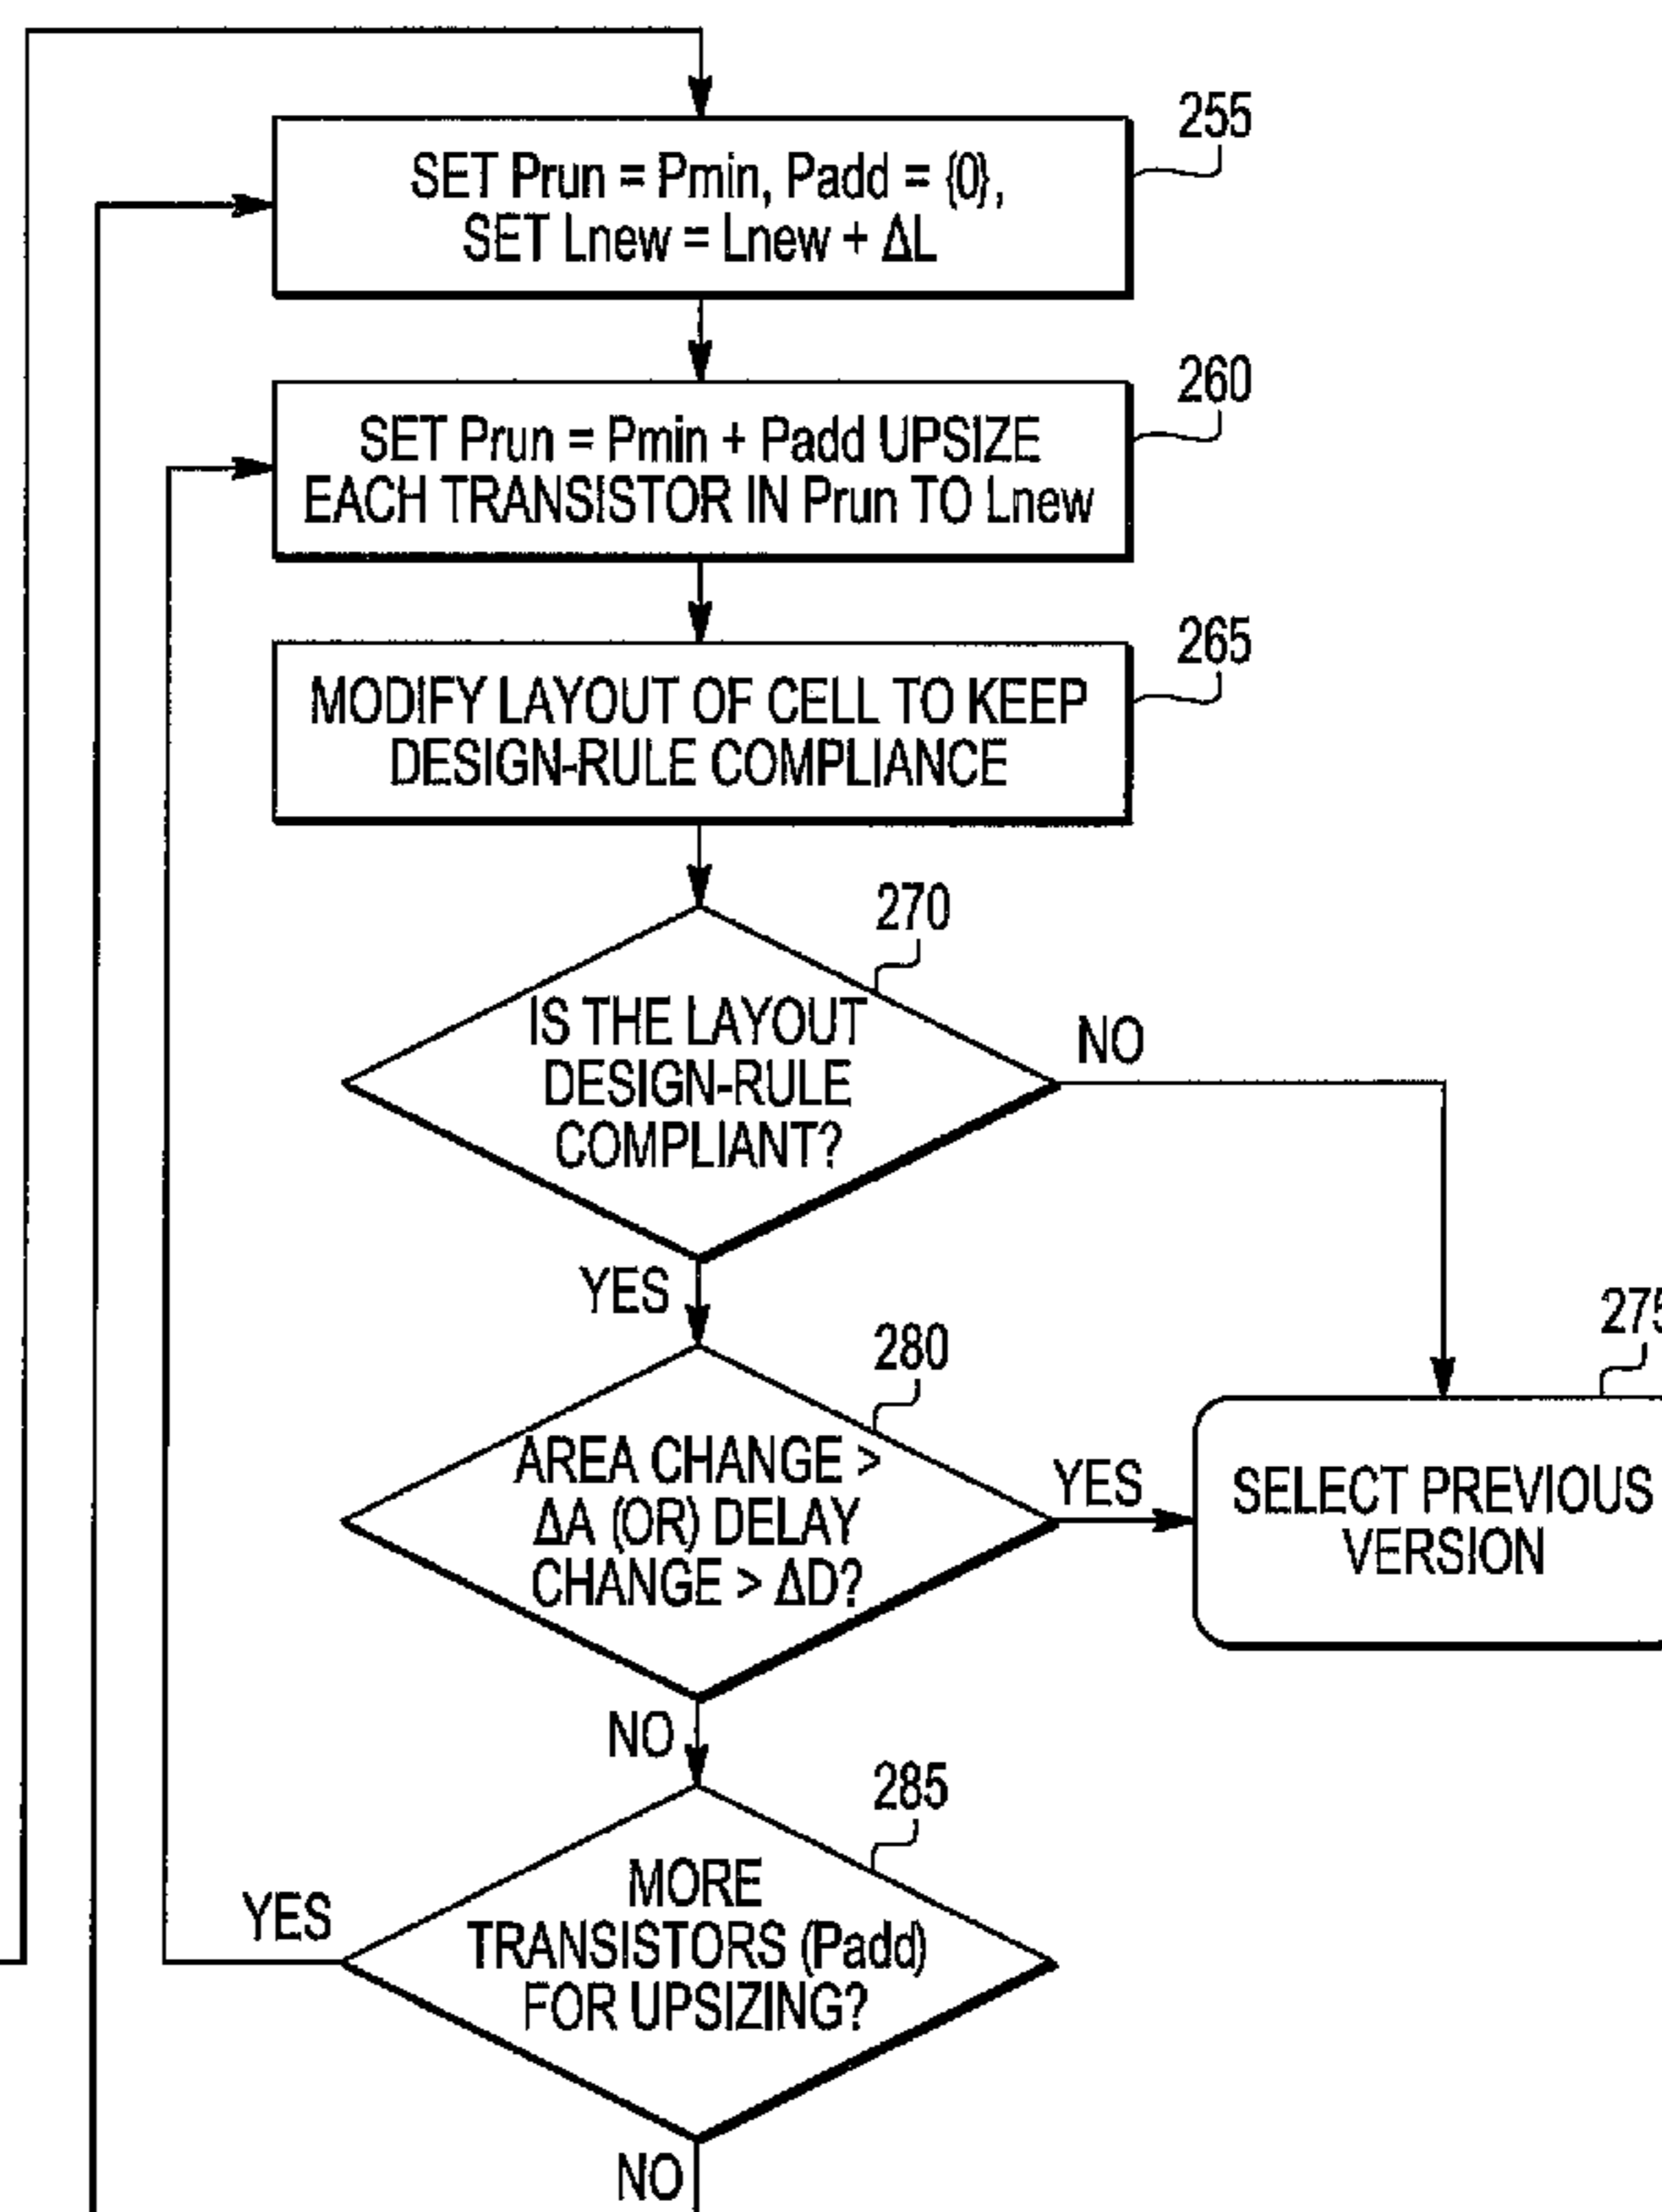 255
SET Prun = Pmin, Padd = {0},
SET Lnew = Lnew + ΔL
260
SET Prun = Pmin + Padd UPSIZE
EACH TRANSISTOR IN Prun TO Lnew
265
MODIFY LAYOUT OF CELL TO KEEP
DESIGN-RULE COMPLIANCE
270
IS THE LAYOUT
DESIGN-RULE
COMPLIANT?
NO
YES
275
280
AREA CHANGE >
ΔA (OR) DELAY
CHANGE > ΔD?
YES
SELECT PREVIOUS
VERSION
NO
285
MORE
TRANSISTORS (Padd)
FOR UPSIZING?
YES
NO